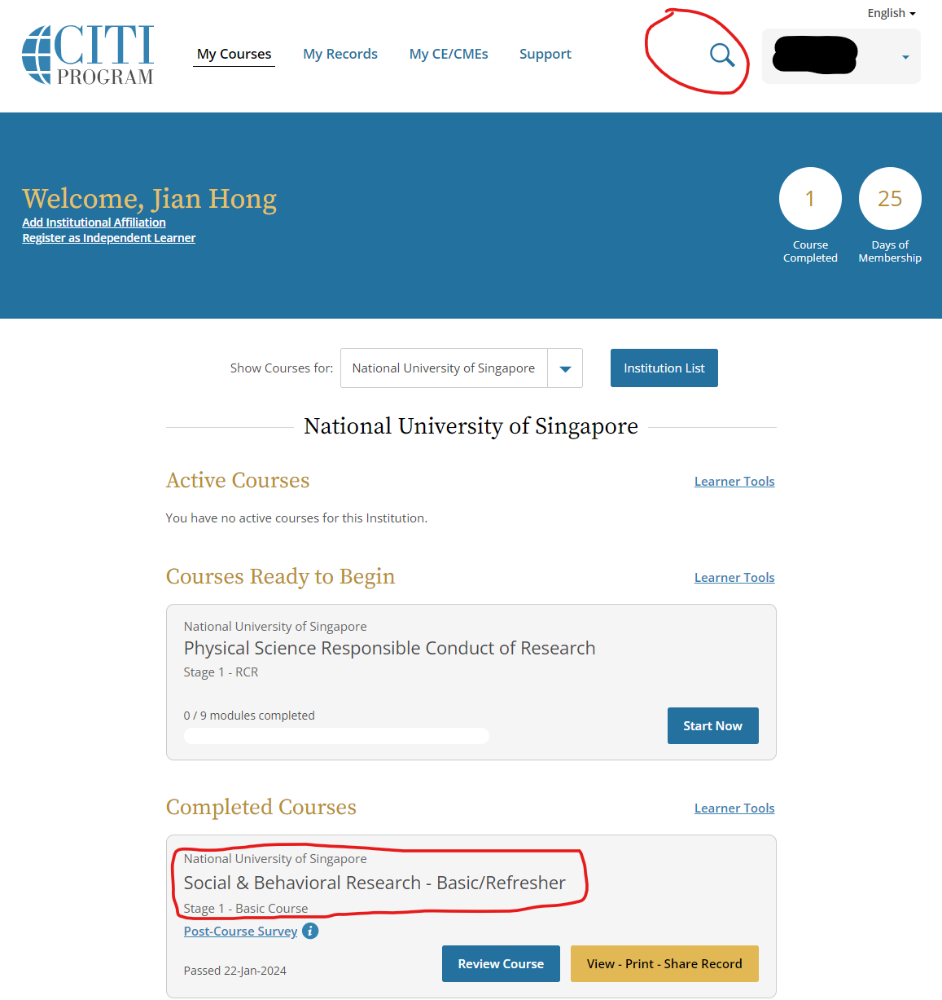 English
CITI
PROGRAM
My Courses
My Records
My CE/CMEs
Support
Welcome, Jian Hong
Add Institutional Affiliation
Register as Independent Learner
1
Course
Completed
25
Days of
Membership
Show Courses for:
National University of Singapore
Institution List
National University of Singapore
Active Courses
Learner Tools
You have no active courses for this Institution.
Courses Ready to Begin
Learner Tools
National University of Singapore
Physical Science Responsible Conduct of Research
Stage 1 - RCR
0 / 9 modules completed
Start Now
Completed Courses
Learner Tools
National University of Singapore
Social & Behavioral Research - Basic/Refresher
Stage 1 - Basic Course
Post-Course Survey i
Passed 22-Jan-2024
Review Course
View - Print - Share Record